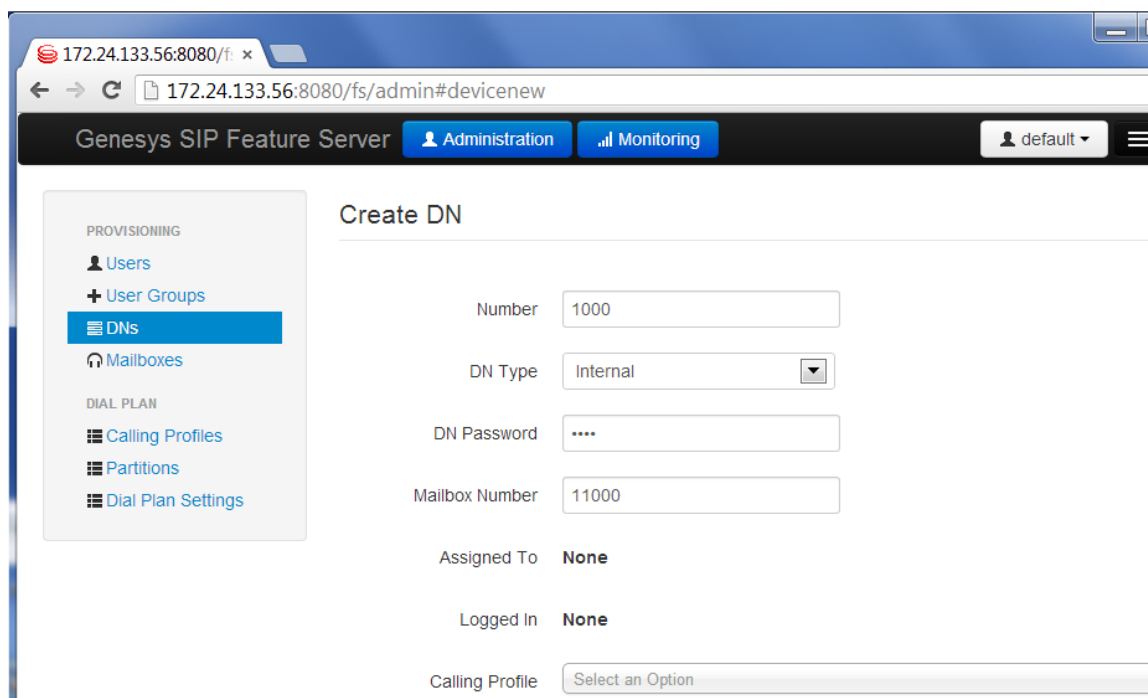 172.24.133.56:8080/f
172.24.133.56:8080/fs/admin#devicenew
Genesys SIP Feature Server Administration Monitoring default
Create DN
PROVISIONING
Users
User Groups
DNs
Mailboxes
DIAL PLAN
Calling Profiles
Partitions
Dial Plan Settings
Number 1000
DN Type Internal
DN Password ••••
Mailbox Number 11000
Assigned To None
Logged In None
Calling Profile Select an Option